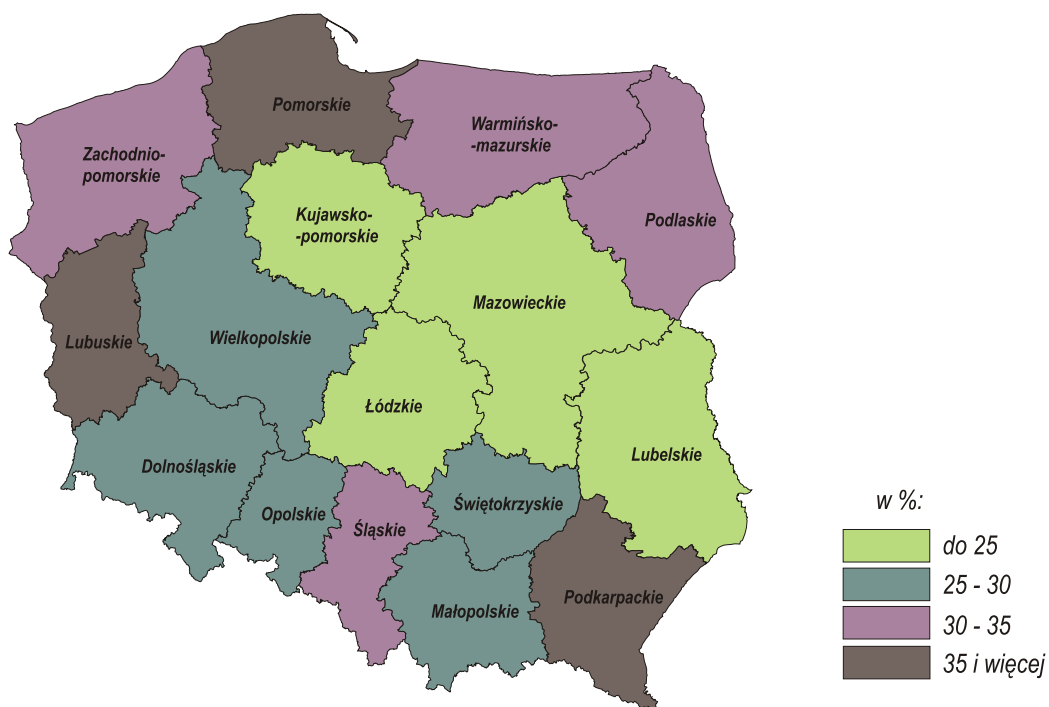 Pomorskie
Warmińsko-
-mazurskie
Zachodnio-
pomorskie
Podlaskie
Kujawsko-
-pomorskie
Mazowieckie
Lubuskie
Wielkopolskie
Łódzkie
Lubelskie
Dolnośląskie
Opolskie
Śląskie
Świętokrzyskie
Małopolskie
Podkarpackie
w %:
do 25
25 - 30
30 - 35
35 i więcej